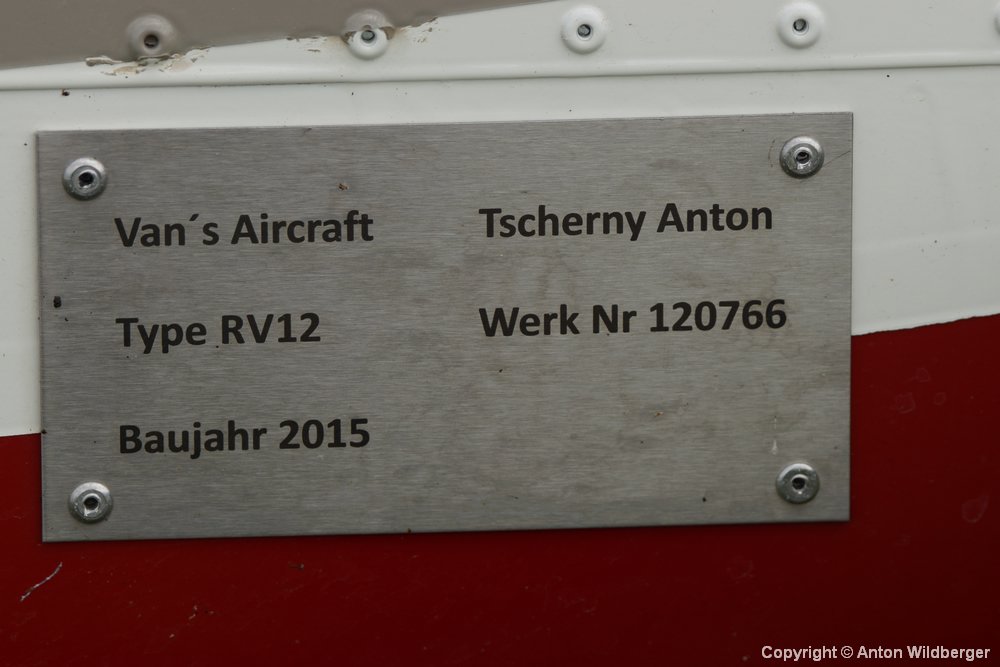 Van´s Aircraft
Tscherny Anton
Type RV12
Werk Nr 120766
Baujahr 2015
Copyright © Anton Wildberger